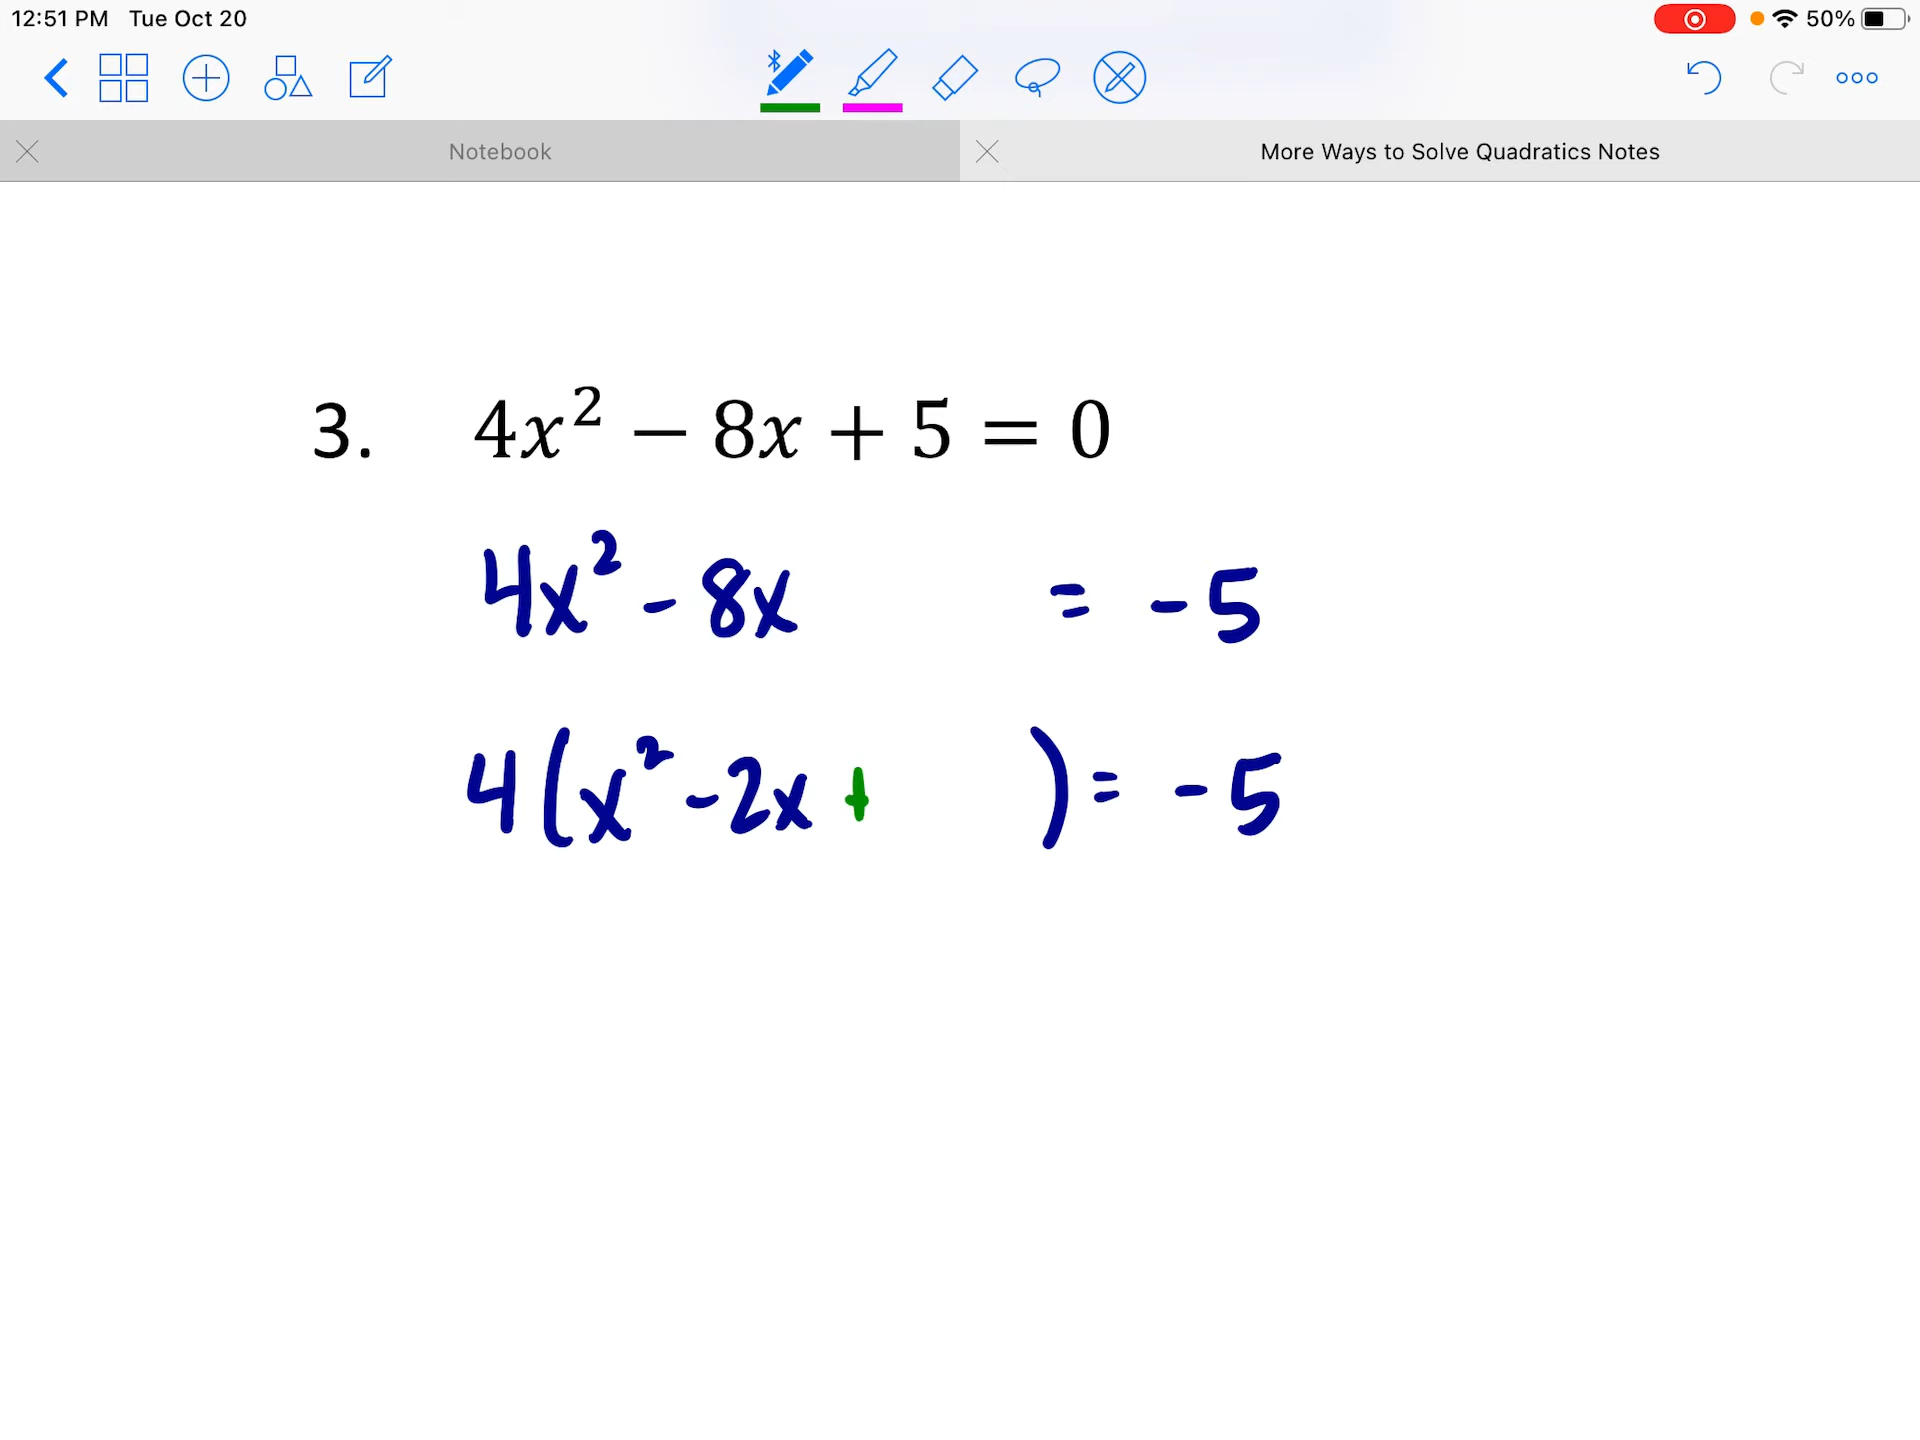 12:51 PM Tue Oct 20 50%
Notebook
More Ways to Solve Quadratics Notes
3. 4x² − 8x + 5 = 0
4x² - 8x = -5
4(x² - 2x + ) = -5